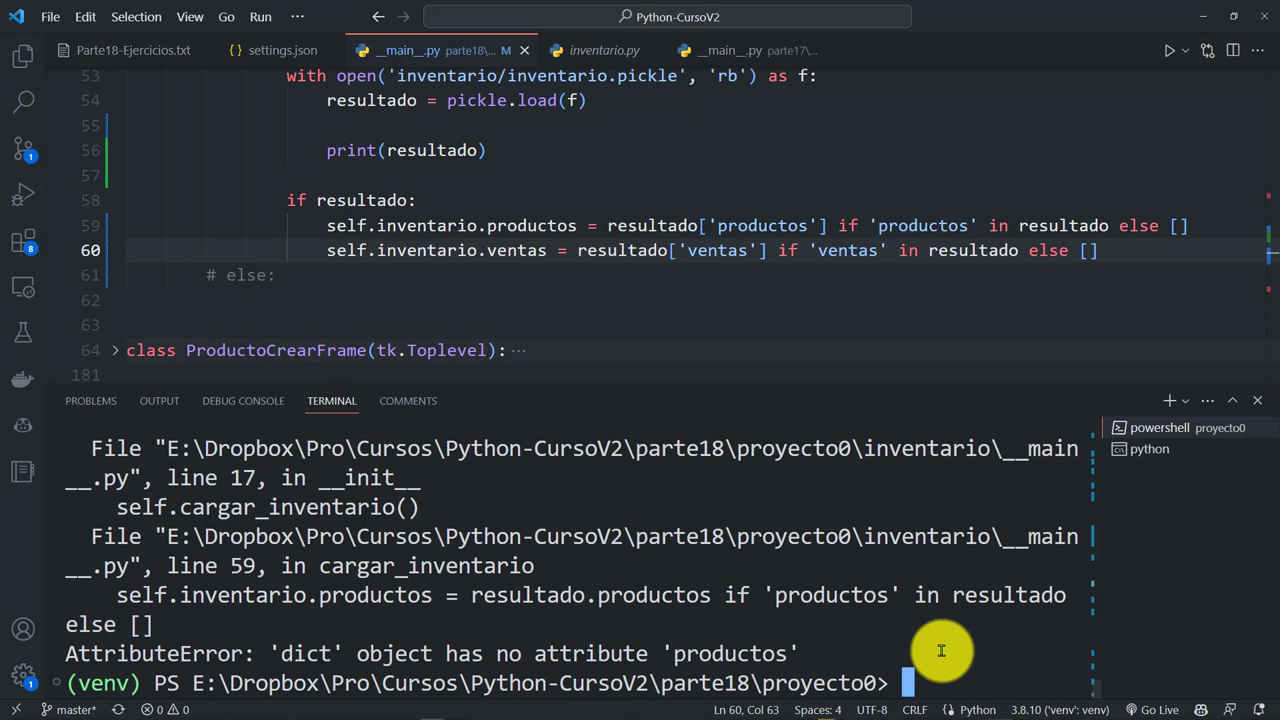 File Edit Selection View Go Run ··· Python-CursoV2
Parte18-Ejercicios.txt {} settings.json __main__.py parte18\... M inventario.py __main__.py parte17\...
53 with open('inventario/inventario.pickle', 'rb') as f:
54 resultado = pickle.load(f)
55
56 print(resultado)
57
58 if resultado:
59 self.inventario.productos = resultado['productos'] if 'productos' in resultado else []
60 self.inventario.ventas = resultado['ventas'] if 'ventas' in resultado else []
61 # else:
62
63
64 class ProductoCrearFrame(tk.Toplevel): ···
181
PROBLEMS OUTPUT DEBUG CONSOLE TERMINAL COMMENTS
powershell proyecto0
python
File "E:\Dropbox\Pro\Cursos\Python-CursoV2\parte18\proyecto0\inventario\__main
__.py", line 17, in __init__
self.cargar_inventario()
File "E:\Dropbox\Pro\Cursos\Python-CursoV2\parte18\proyecto0\inventario\__main
__.py", line 59, in cargar_inventario
self.inventario.productos = resultado.productos if 'productos' in resultado
else []
AttributeError: 'dict' object has no attribute 'productos'
(venv) PS E:\Dropbox\Pro\Cursos\Python-CursoV2\parte18\proyecto0>
1
8
1
master* 0 0 Ln 60, Col 63 Spaces: 4 UTF-8 CRLF {} Python 3.8.10 ('venv': venv) Go Live